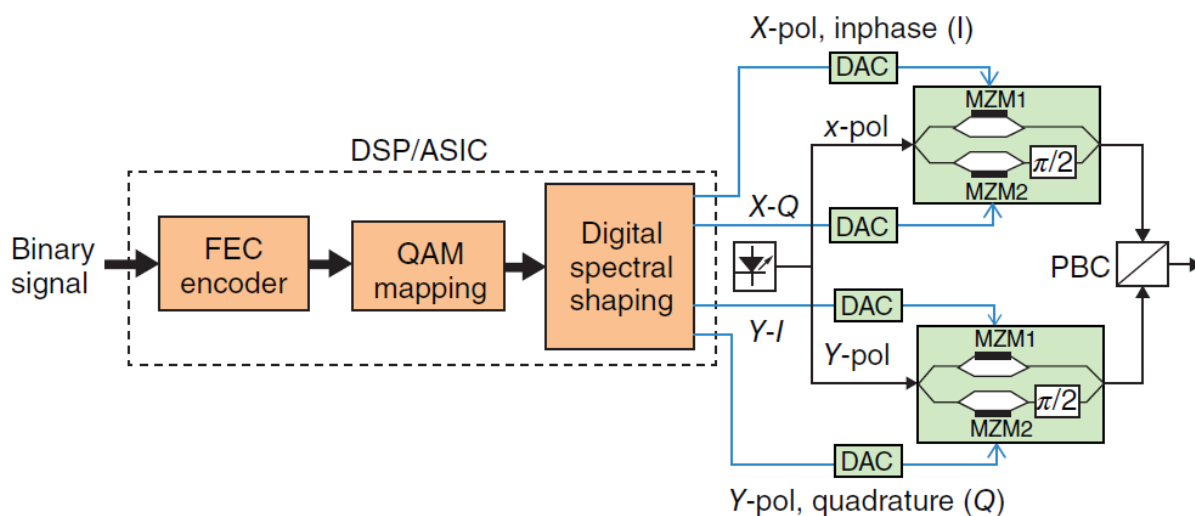 X-pol, inphase (I)
DAC
MZM1
x-pol
π/2
MZM2
DSP/ASIC
X-Q
DAC
Binary
signal
FEC
encoder
QAM
mapping
Digital
spectral
shaping
PBC
DAC
Y-I
MZM1
Y-pol
π/2
MZM2
DAC
Y-pol, quadrature (Q)